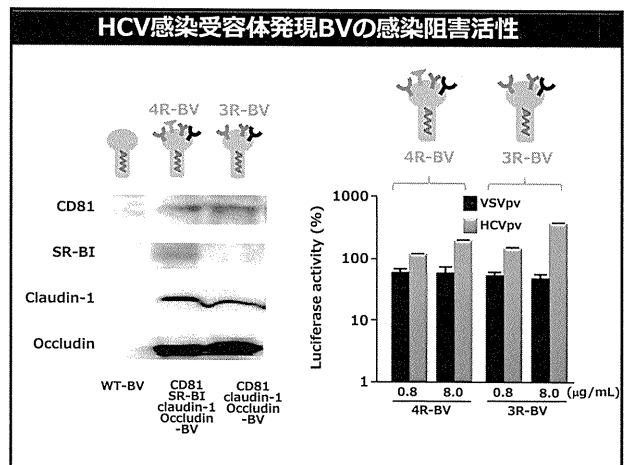 HCV感染受容体発現BVの感染阻害活性
4R-BV
3R-BV
CD81
SR-BI
Claudin-1
Occludin
WT-BV
CD81
SR-BI
claudin-1
Occludin
-BV
CD81
claudin-1
Occludin
-BV
4R-BV
3R-BV
Luciferase activity (%)
1000
100
10
1
VSVpv
HCVpv
0.8
8.0
0.8
8.0
(μg/mL)
4R-BV
3R-BV